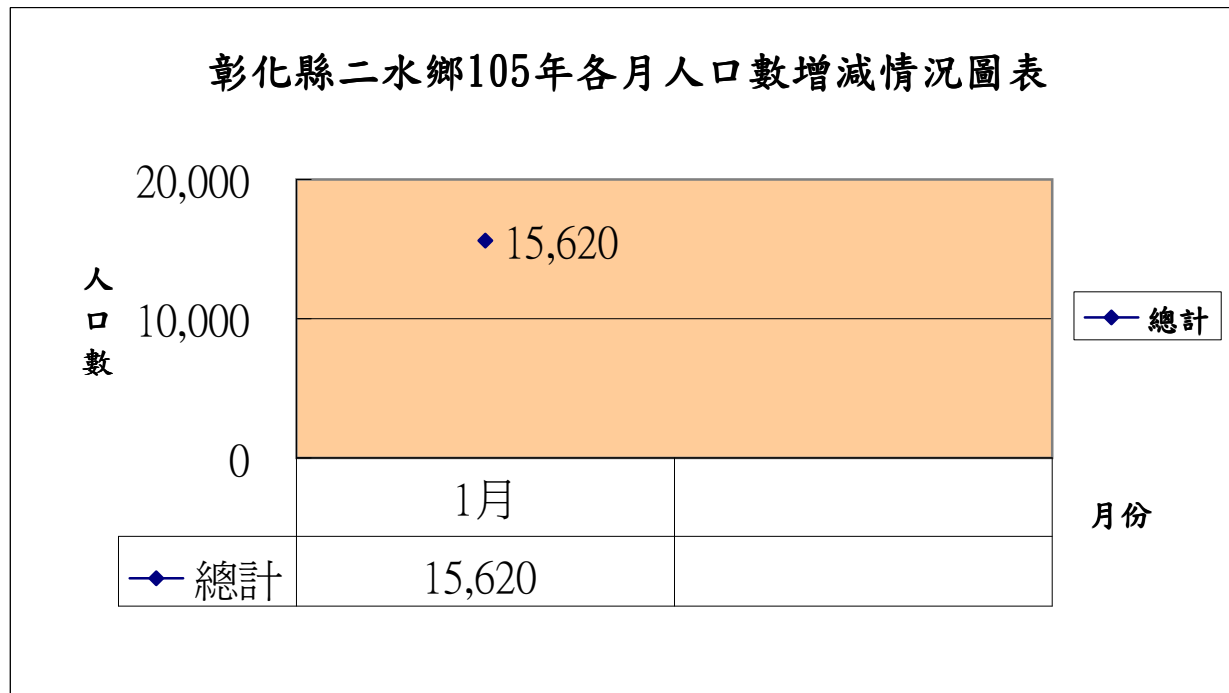 彰化縣二水鄉105年各月人口數增減情況圖表
20,000
15,620
人口數
10,000
總計
0
1月
月份
總計 15,620